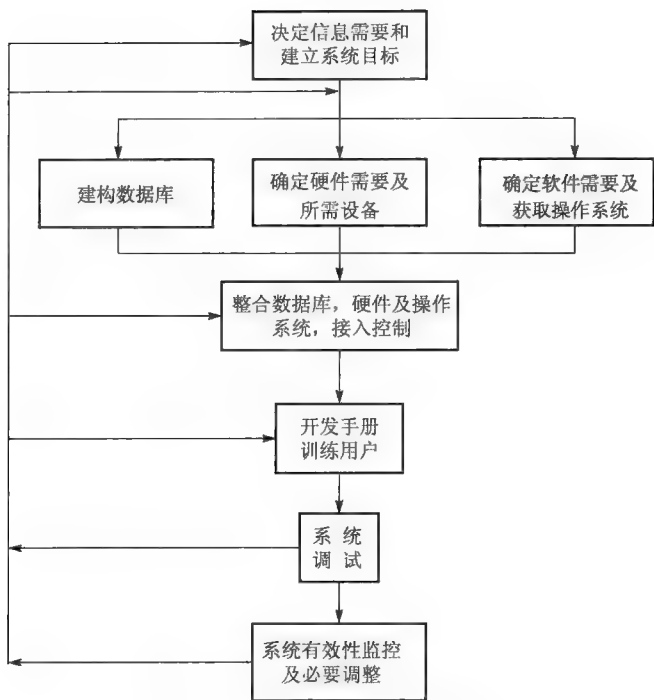 决定信息需要和
建立系统目标
建构数据库
确定硬件需要及
所需设备
确定软件需要及
获取操作系统
整合数据库，硬件及操作
系统，接入控制
开发手册
训练用户
系 统
调 试
系统有效性监控
及必要调整